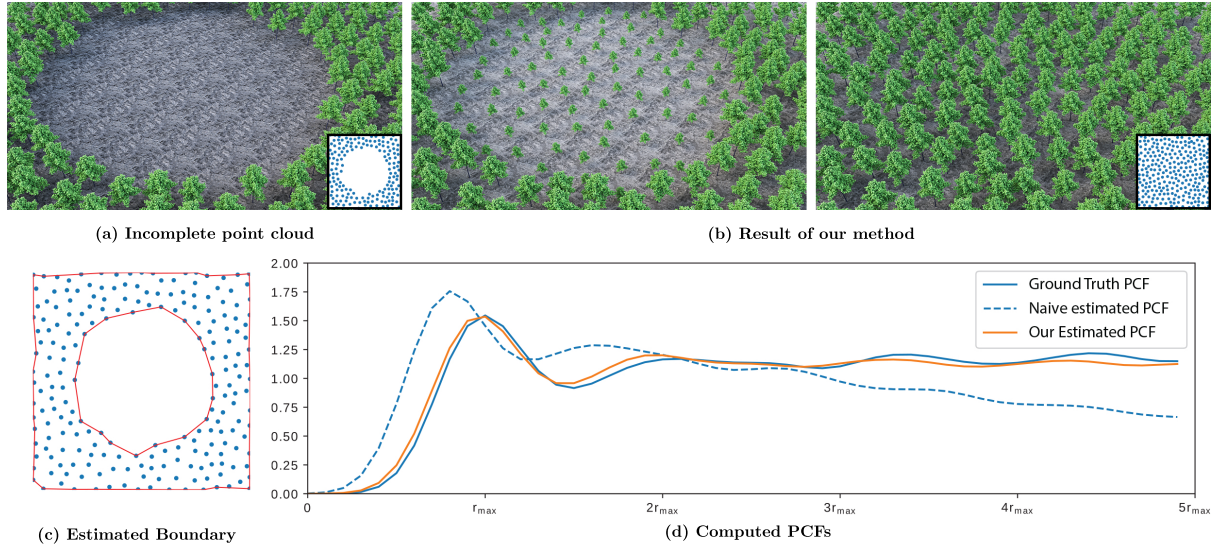 (a) Incomplete point cloud
(b) Result of our method
2.00
1.75
1.50
1.25
1.00
0.75
0.50
0.25
0.00
0
rmax
2rmax
3rmax
4rmax
5rmax
Ground Truth PCF
Naive estimated PCF
Our Estimated PCF
(c) Estimated Boundary
(d) Computed PCFs